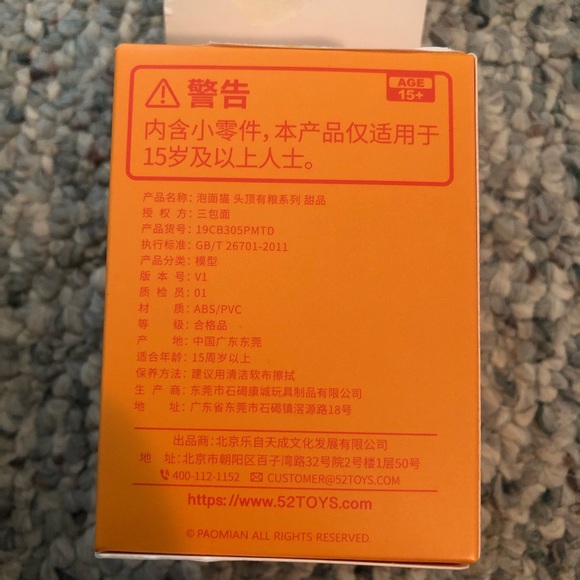 警告
AGE
15+
内含小零件，本产品仅适用于
15岁及以上人士。
产品名称: 泡面猫 头顶有粮系列 甜品
授 权 方: 三包面
产品货号: 19CB305PMTD
执行标准: GB/T 26701-2011
产品分类: 模型
版 本 号: V1
质 检 员: 01
材 质: ABS/PVC
等 级: 合格品
产 地: 中国广东东莞
适合年龄: 15周岁以上
保养方法: 建议用清洁软布擦拭
生 产 商: 东莞市石碣康城玩具制品有限公司
地 址: 广东省东莞市石碣镇滘源路18号
出品商: 北京乐自天成文化发展有限公司
地 址: 北京市朝阳区百子湾路32号院2号楼1层50号
400-112-1152 CUSTOMER@52TOYS.COM
https://www.52TOYS.com
© PAOMIAN ALL RIGHTS RESERVED.